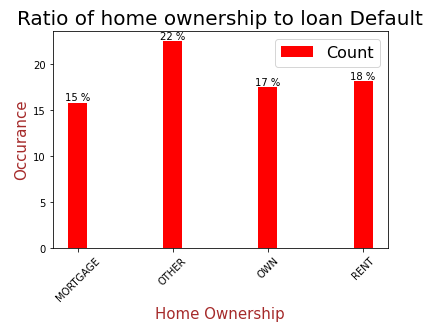 Ratio of home ownership to loan Default
22 %
Count
18 %
17 %
15 %
Occurance
20
15
10
5
0
MORTGAGE
OTHER
OWN
RENT
Home Ownership